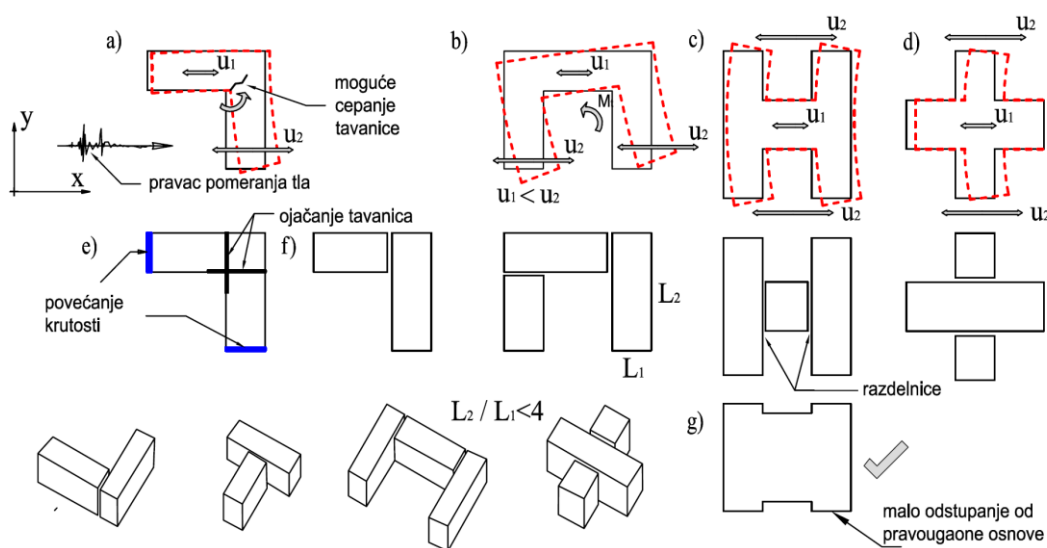 a)
u1
moguće
cepanje
tavanice
y
x
pravac pomeranja tla
u2
b)
u1
M
u2
u1 < u2
c)
u2
u1
u2
d)
u2
u1
u2
e)
ojačanje tavanica
povećanje
krutosti
f)
L2
L1
L2 / L1<4
razdelnice
g)
malo odstupanje od
pravougaone osnove